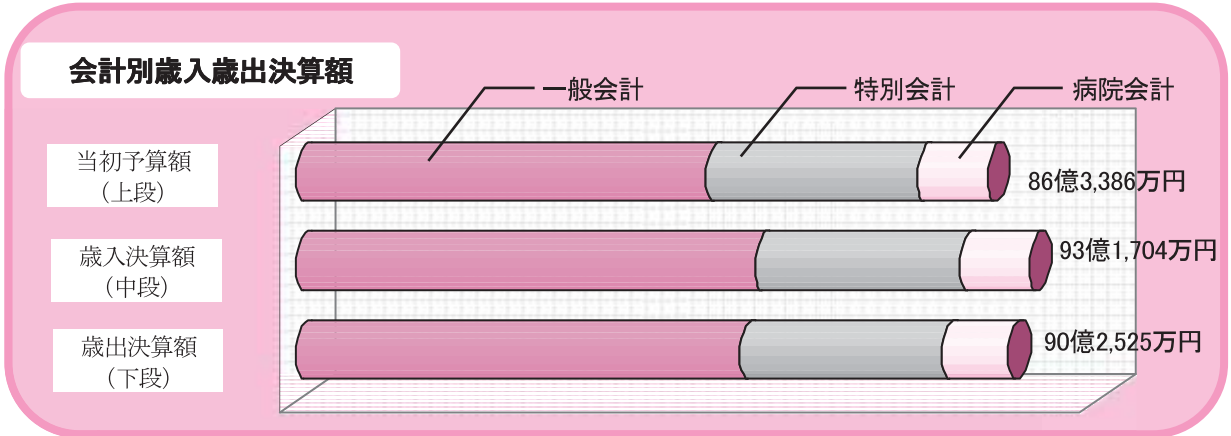 会計別歳入歳出決算額
一般会計
特別会計
病院会計
当初予算額
（上段）
86億3,386万円
歳入決算額
（中段）
93億1,704万円
歳出決算額
（下段）
90億2,525万円